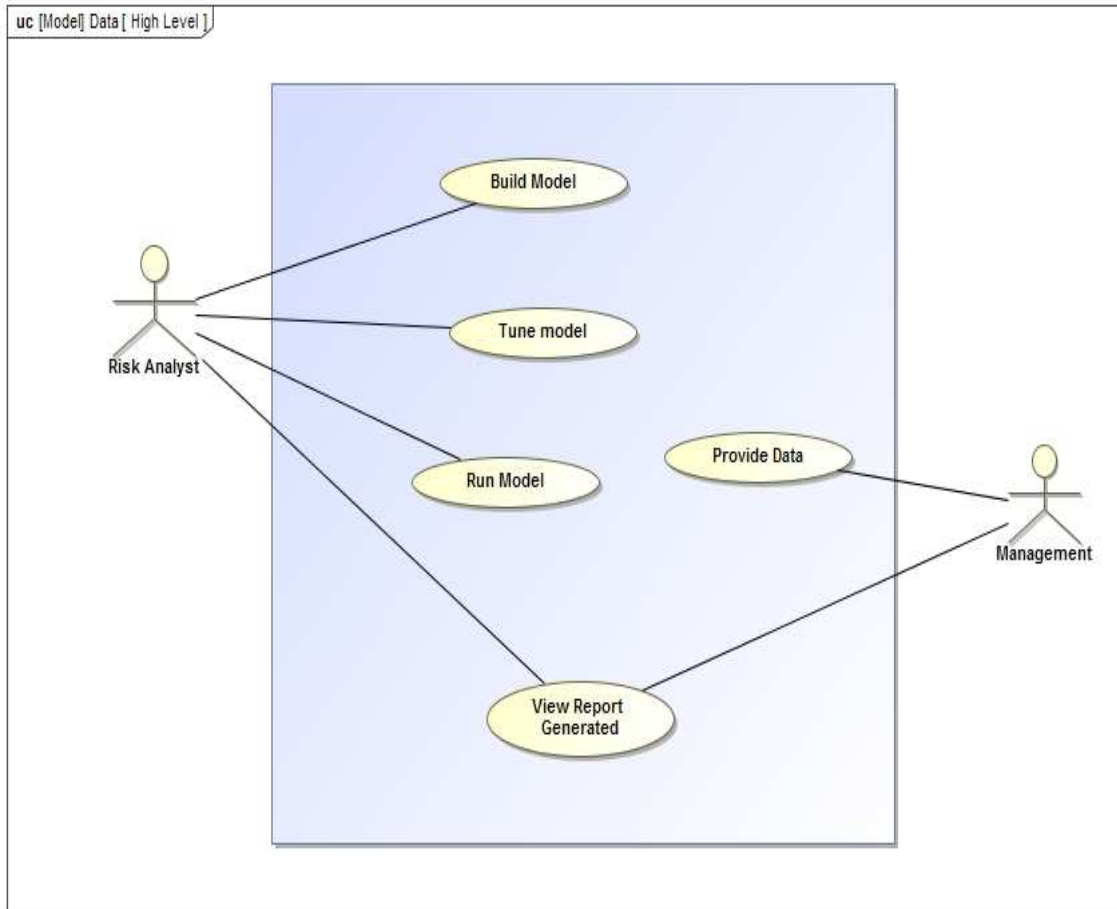 uc [Model] Data [ High Level ]
Build Model
Risk Analyst
Tune model
Provide Data
Run Model
Management
View Report
Generated